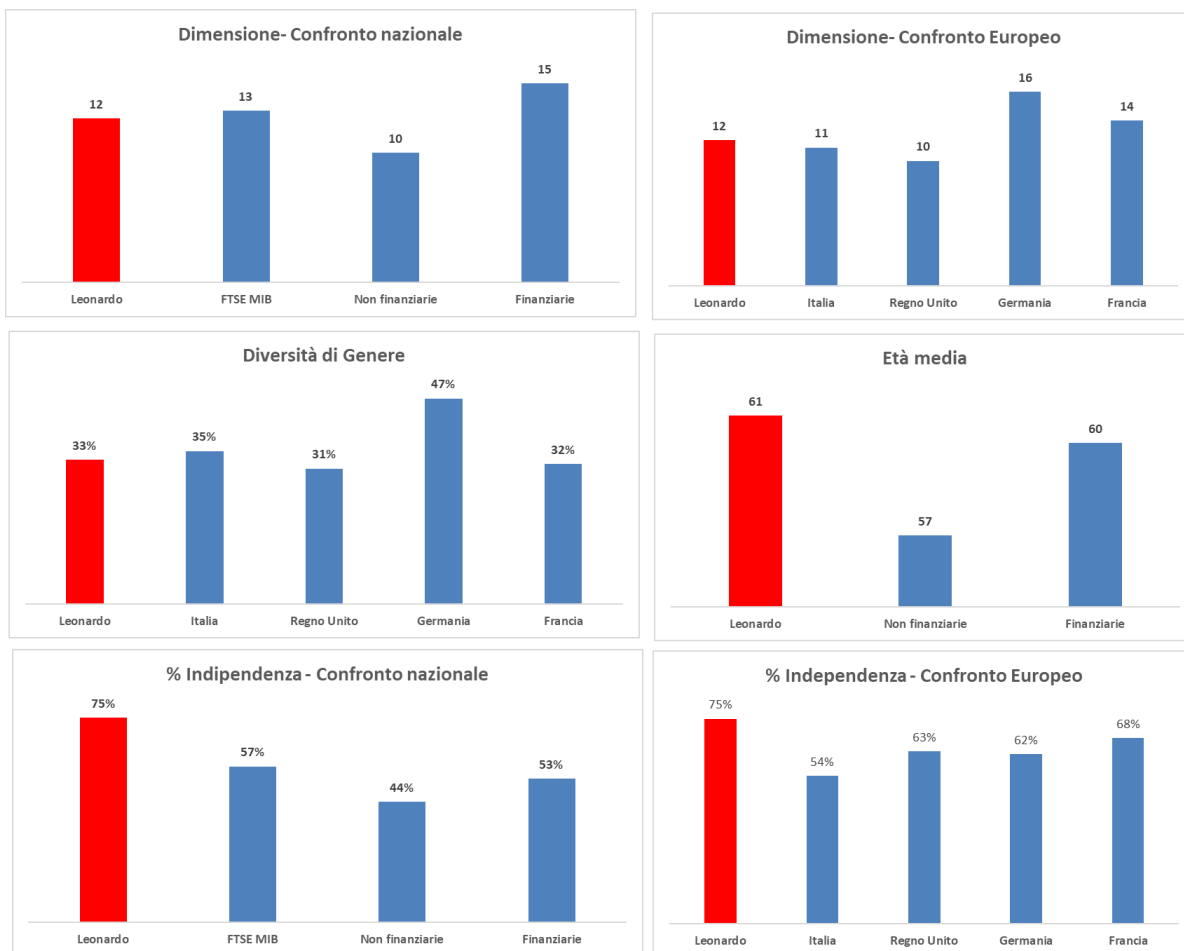 Dimensione- Confronto nazionale
12
13
10
15
Leonardo
FTSE MIB
Non finanziarie
Finanziarie
Dimensione- Confronto Europeo
12
11
10
16
14
Leonardo
Italia
Regno Unito
Germania
Francia
Diversità di Genere
33%
35%
31%
47%
32%
Leonardo
Italia
Regno Unito
Germania
Francia
Età media
61
57
60
Leonardo
Non finanziarie
Finanziarie
% Indipendenza - Confronto nazionale
75%
57%
44%
53%
Leonardo
FTSE MIB
Non finanziarie
Finanziarie
% Independenza - Confronto Europeo
75%
54%
63%
62%
68%
Leonardo
Italia
Regno Unito
Germania
Francia